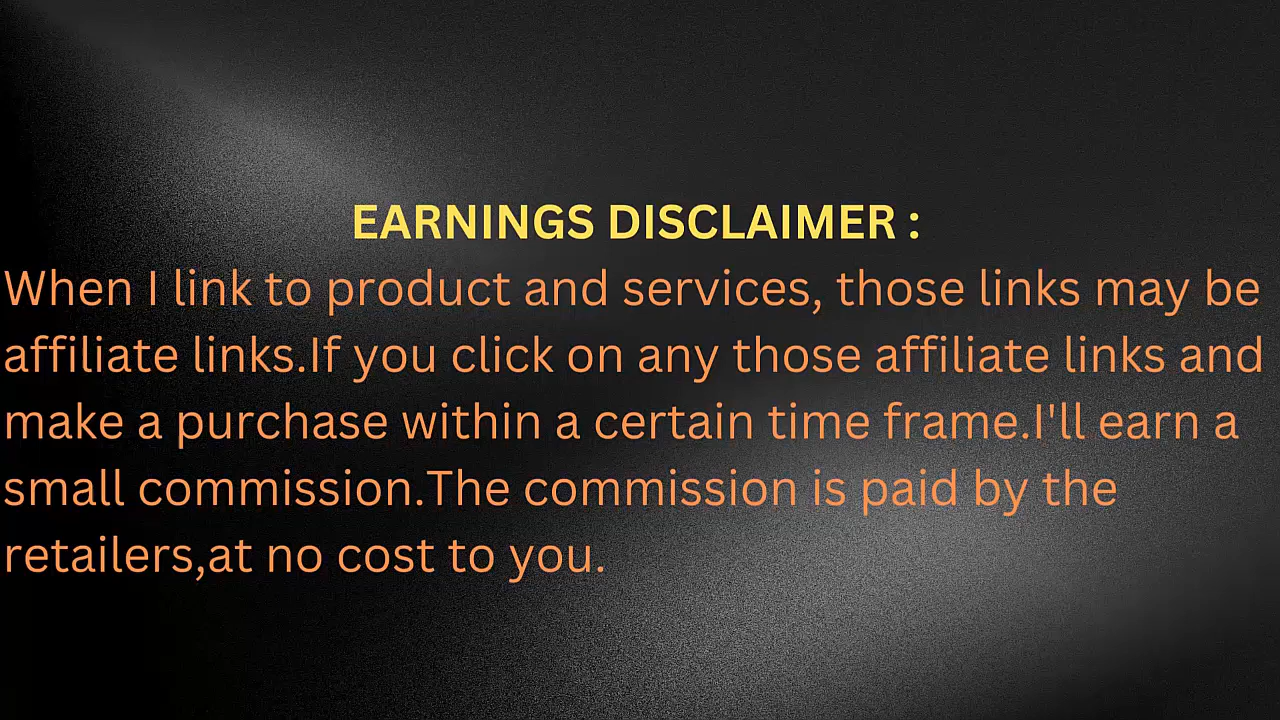 EARNINGS DISCLAIMER :
When I link to product and services, those links may be
affiliate links.If you click on any those affiliate links and
make a purchase within a certain time frame.I'll earn a
small commission.The commission is paid by the
retailers,at no cost to you.